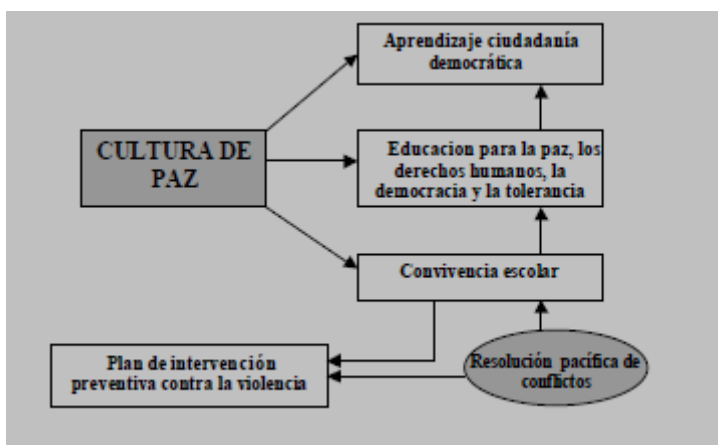 Aprendizaje ciudadanía
democrática
CULTURA DE
PAZ
Educacion para la paz, los
derechos humanos, la
democracia y la tolerancia
Convivencia escolar
Plan de intervención
preventiva contra la violencia
Resolución pacífica de
conflictos